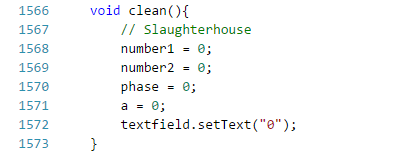 1566 void clean(){
1567 // Slaughterhouse
1568 number1 = 0;
1569 number2 = 0;
1570 phase = 0;
1571 a = 0;
1572 textfield.setText("0");
1573 }